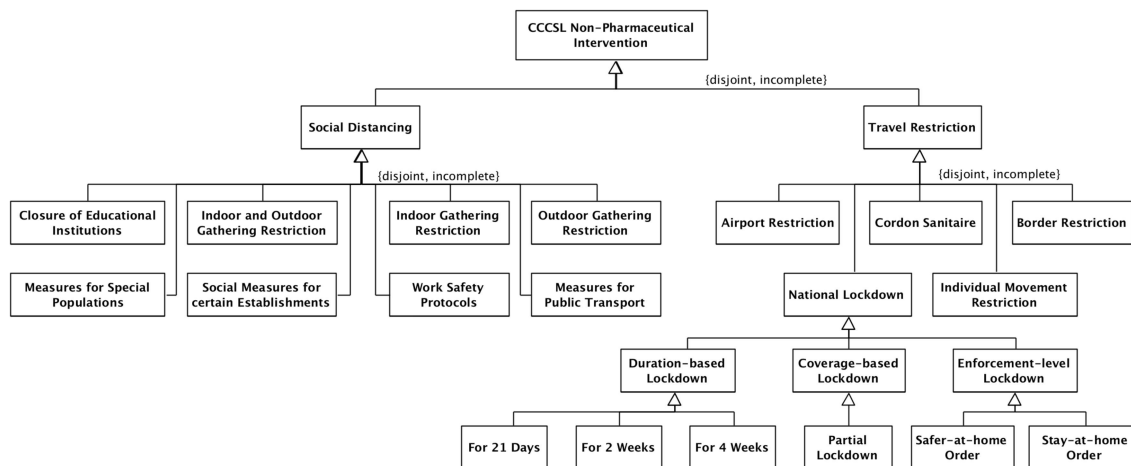 CCCSL Non-Pharmaceutical
Intervention
{disjoint, incomplete}
Social Distancing
Travel Restriction
{disjoint, incomplete}
{disjoint, incomplete}
Closure of Educational
Institutions
Indoor and Outdoor
Gathering Restriction
Indoor Gathering
Restriction
Outdoor Gathering
Restriction
Airport Restriction
Cordon Sanitaire
Border Restriction
Measures for Special
Populations
Social Measures for
certain Establishments
Work Safety
Protocols
Measures for
Public Transport
National Lockdown
Individual Movement
Restriction
Duration-based
Lockdown
Coverage-based
Lockdown
Enforcement-level
Lockdown
For 21 Days
For 2 Weeks
For 4 Weeks
Partial
Lockdown
Safer-at-home
Order
Stay-at-home
Order